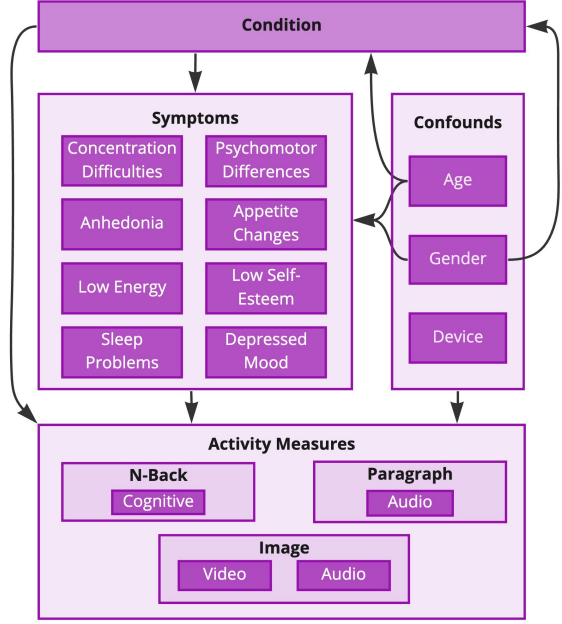 Condition
Symptoms
Concentration
Difficulties
Psychomotor
Differences
Anhedonia
Appetite
Changes
Low Energy
Low Self-
Esteem
Sleep
Problems
Depressed
Mood
Confounds
Age
Gender
Device
Activity Measures
N-Back
Cognitive
Paragraph
Audio
Image
Video
Audio